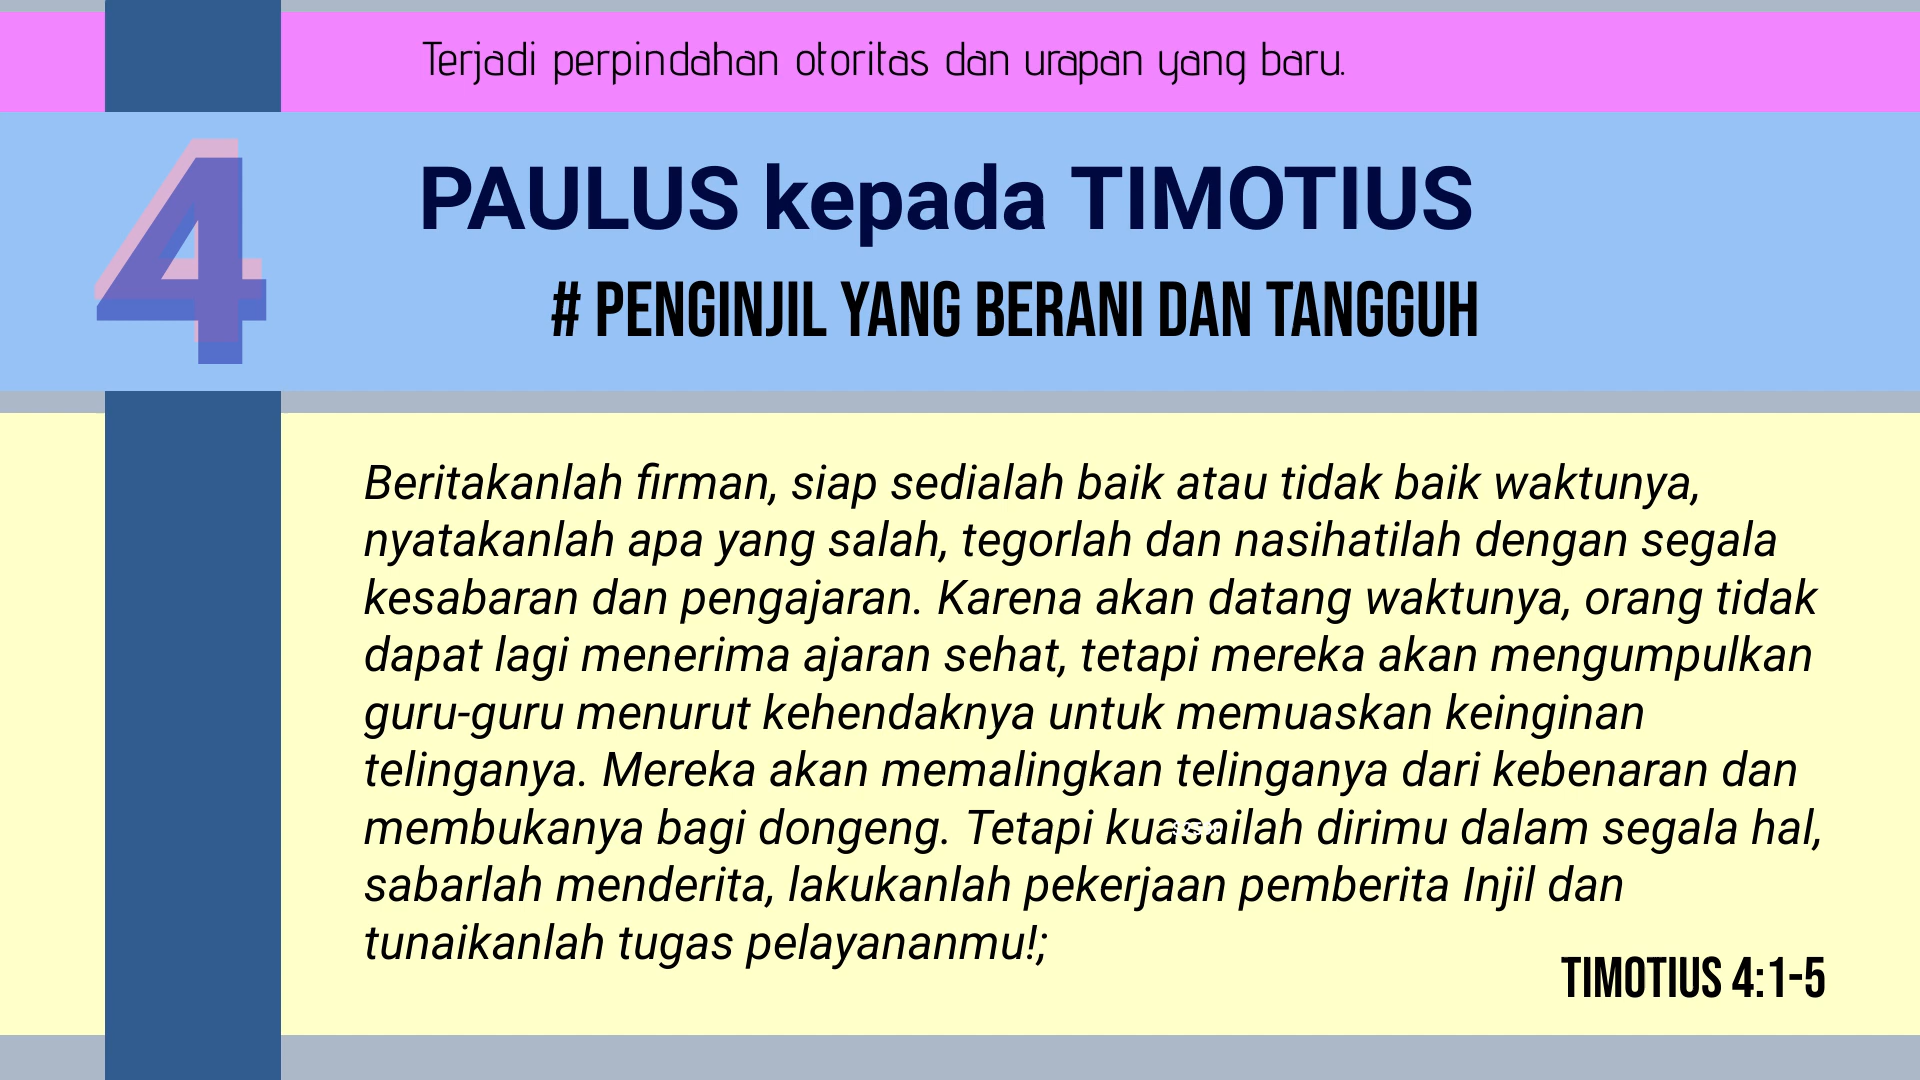 Terjadi perpindahan otoritas dan urapan yang baru.
4
PAULUS kepada TIMOTIUS
# PENGINJIL YANG BERANI DAN TANGGUH
Beritakanlah firman, siap sedialah baik atau tidak baik waktunya,
nyatakanlah apa yang salah, tegorlah dan nasihatilah dengan segala
kesabaran dan pengajaran. Karena akan datang waktunya, orang tidak
dapat lagi menerima ajaran sehat, tetapi mereka akan mengumpulkan
guru-guru menurut kehendaknya untuk memuaskan keinginan
telinganya. Mereka akan memalingkan telinganya dari kebenaran dan
membukanya bagi dongeng. Tetapi kuasailah dirimu dalam segala hal,
sabarlah menderita, lakukanlah pekerjaan pemberita Injil dan
tunaikanlah tugas pelayananmu!;
TIMOTIUS 4:1-5